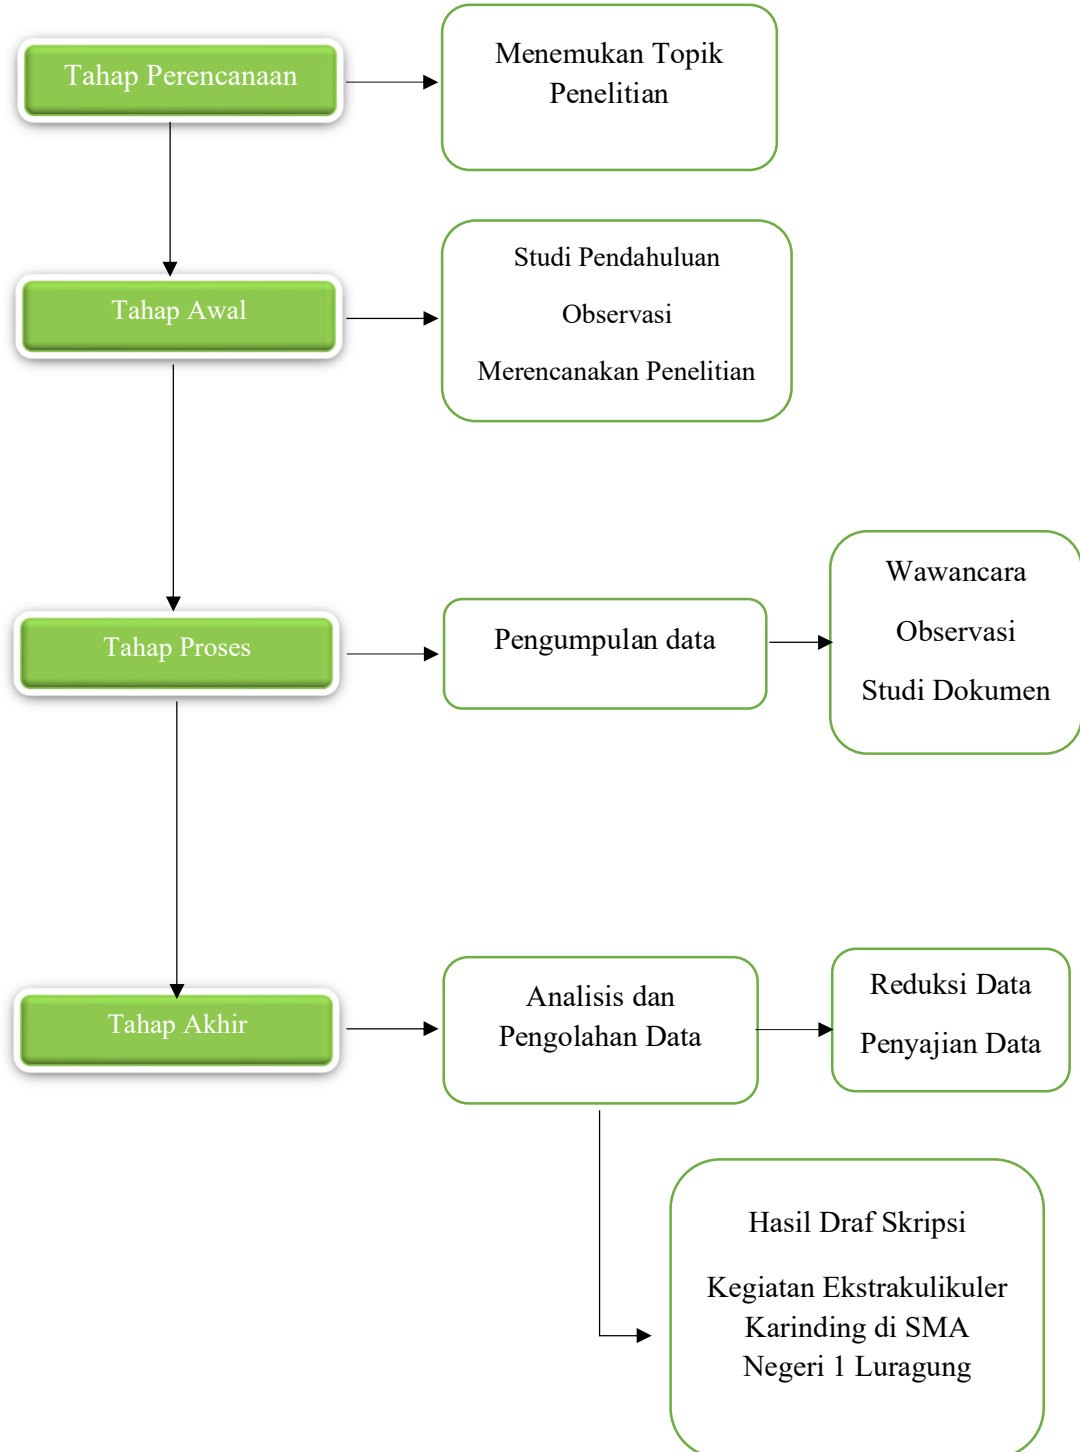 Tahap Perencanaan
Menemukan Topik
Penelitian
Tahap Awal
Studi Pendahuluan
Observasi
Merencanakan Penelitian
Tahap Proses
Pengumpulan data
Wawancara
Observasi
Studi Dokumen
Tahap Akhir
Analisis dan
Pengolahan Data
Reduksi Data
Penyajian Data
Hasil Draf Skripsi
Kegiatan Ekstrakulikuler
Karinding di SMA
Negeri 1 Luragung